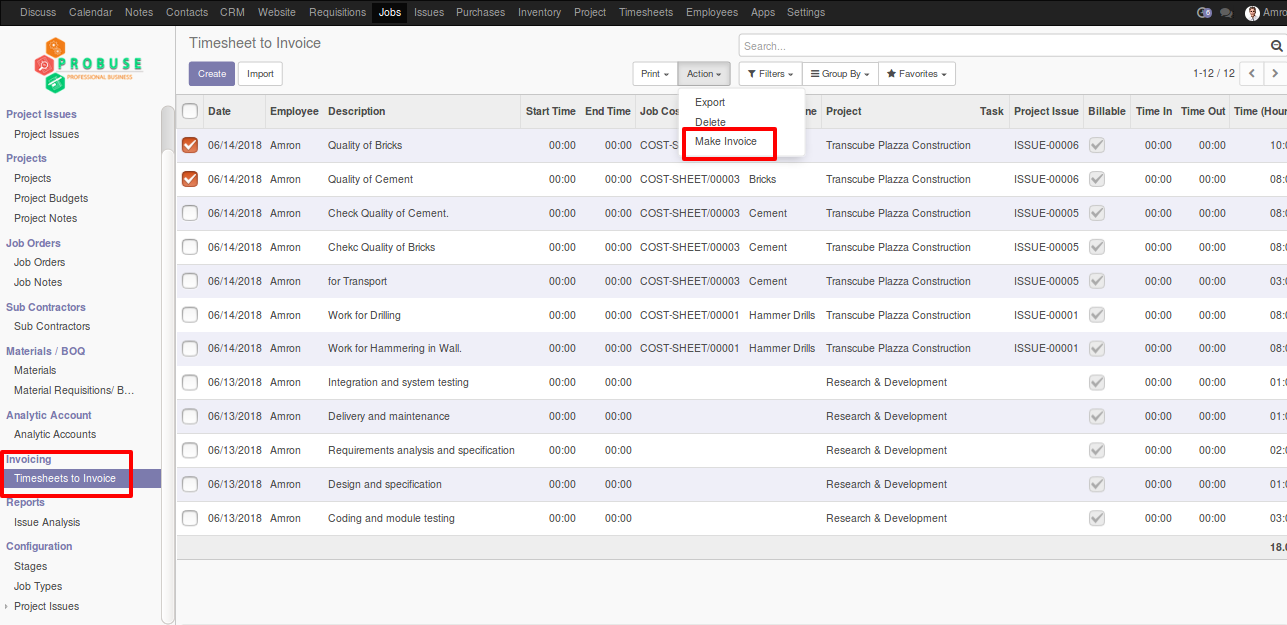 Discuss Calendar Notes Contacts CRM Website Requisitions Jobs Issues Purchases Inventory Project Timesheets Employees Apps Settings Amro
PROBUSE
PROFESSIONAL BUSINESS
Project Issues
Project Issues
Projects
Projects
Project Budgets
Project Notes
Job Orders
Job Orders
Job Notes
Sub Contractors
Sub Contractors
Materials / BOQ
Materials
Material Requisitions/ B...
Analytic Account
Analytic Accounts
Invoicing
Timesheets to Invoice
Reports
Issue Analysis
Configuration
Stages
Job Types
Project Issues
Timesheet to Invoice
Search...
Create Import Print Action Filters Group By Favorites 1-12 / 12
Export
Delete
Make Invoice
Date Employee Description Start Time End Time Job Cos ne Project Task Project Issue Billable Time In Time Out Time (Hour
06/14/2018 Amron Quality of Bricks 00:00 00:00 COST-S Transcube Plazza Construction ISSUE-00006 00:00 00:00 10:0
06/14/2018 Amron Quality of Cement 00:00 00:00 COST-SHEET/00003 Bricks Transcube Plazza Construction ISSUE-00006 00:00 00:00 08:0
06/14/2018 Amron Check Quality of Cement. 00:00 00:00 COST-SHEET/00003 Cement Transcube Plazza Construction ISSUE-00005 00:00 00:00 08:0
06/14/2018 Amron Chekc Quality of Bricks 00:00 00:00 COST-SHEET/00003 Cement Transcube Plazza Construction ISSUE-00005 00:00 00:00 08:0
06/14/2018 Amron for Transport 00:00 00:00 COST-SHEET/00003 Cement Transcube Plazza Construction ISSUE-00005 00:00 00:00 03:0
06/14/2018 Amron Work for Drilling 00:00 00:00 COST-SHEET/00001 Hammer Drills Transcube Plazza Construction ISSUE-00001 00:00 00:00 08:0
06/14/2018 Amron Work for Hammering in Wall. 00:00 00:00 COST-SHEET/00001 Hammer Drills Transcube Plazza Construction ISSUE-00001 00:00 00:00 08:0
06/13/2018 Amron Integration and system testing 00:00 00:00 Research & Development 00:00 00:00 01:0
06/13/2018 Amron Delivery and maintenance 00:00 00:00 Research & Development 00:00 00:00 01:0
06/13/2018 Amron Requirements analysis and specification 00:00 00:00 Research & Development 00:00 00:00 02:0
06/13/2018 Amron Design and specification 00:00 00:00 Research & Development 00:00 00:00 01:0
06/13/2018 Amron Coding and module testing 00:00 00:00 Research & Development 00:00 00:00 03:0
18.0